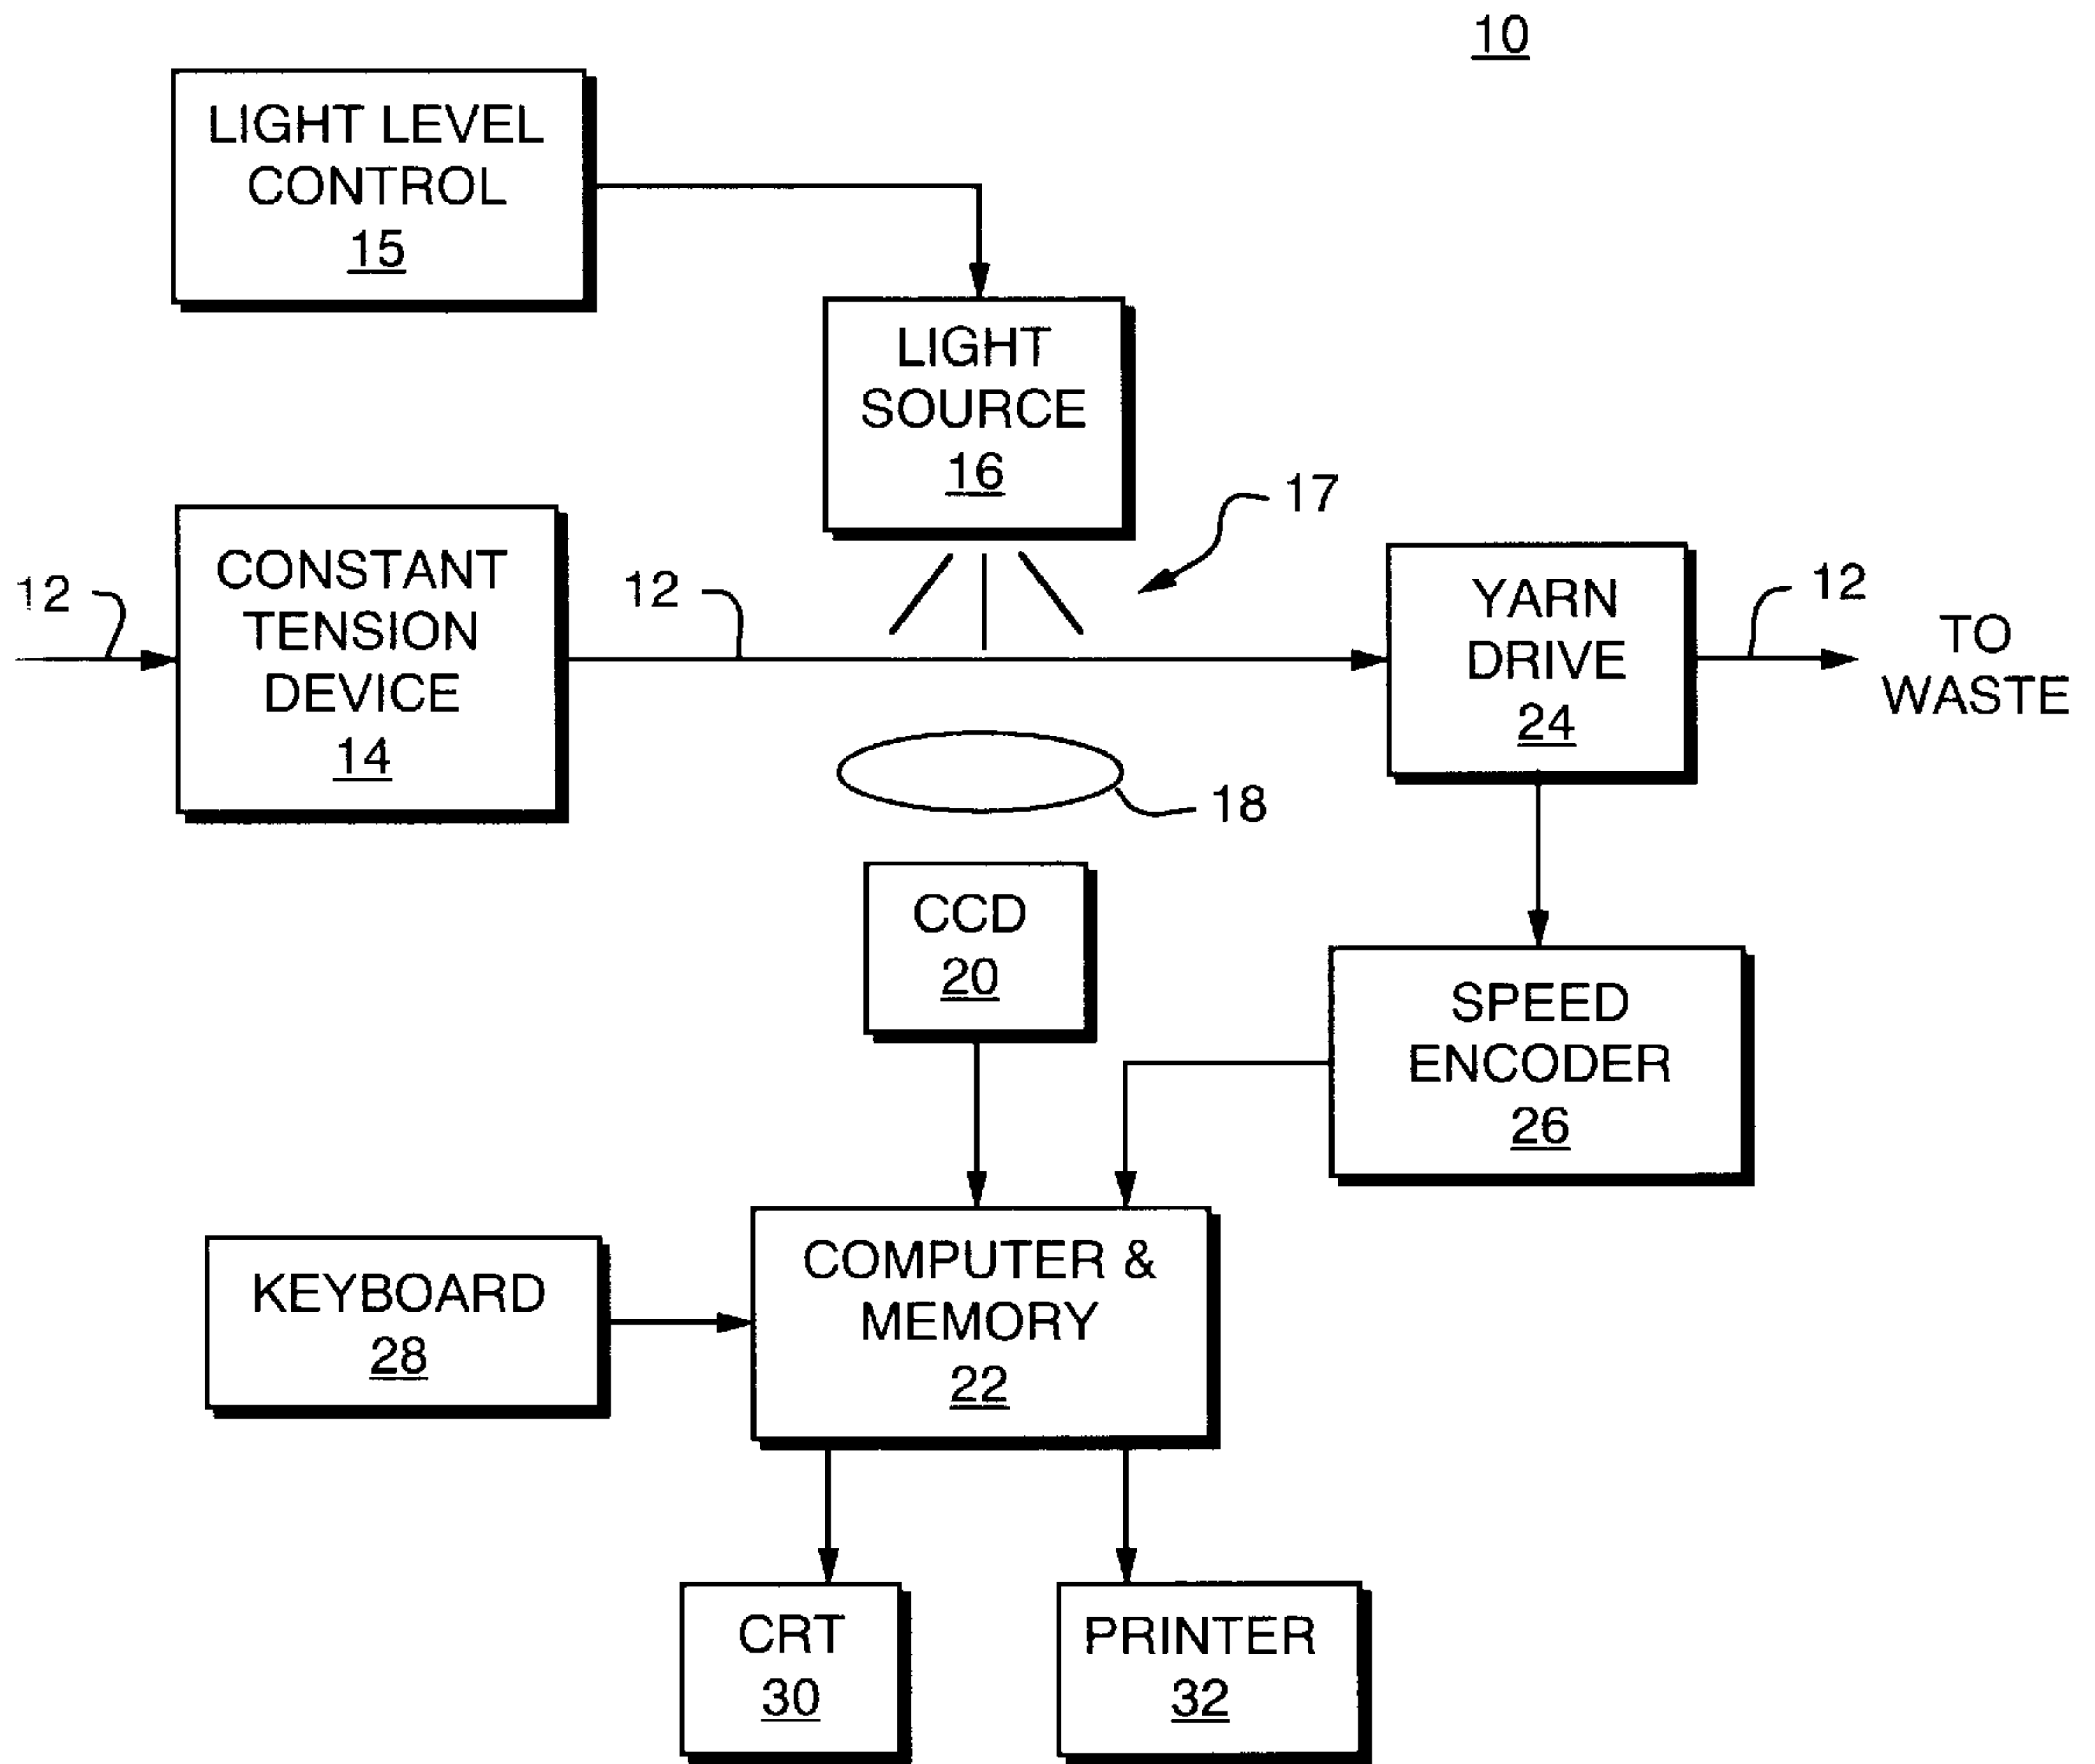 10
LIGHT LEVEL
CONTROL
15
LIGHT
SOURCE
16
17
12
CONSTANT
TENSION
DEVICE
14
12
YARN
DRIVE
24
12
TO
WASTE
18
CCD
20
SPEED
ENCODER
26
KEYBOARD
28
COMPUTER &
MEMORY
22
CRT
30
PRINTER
32